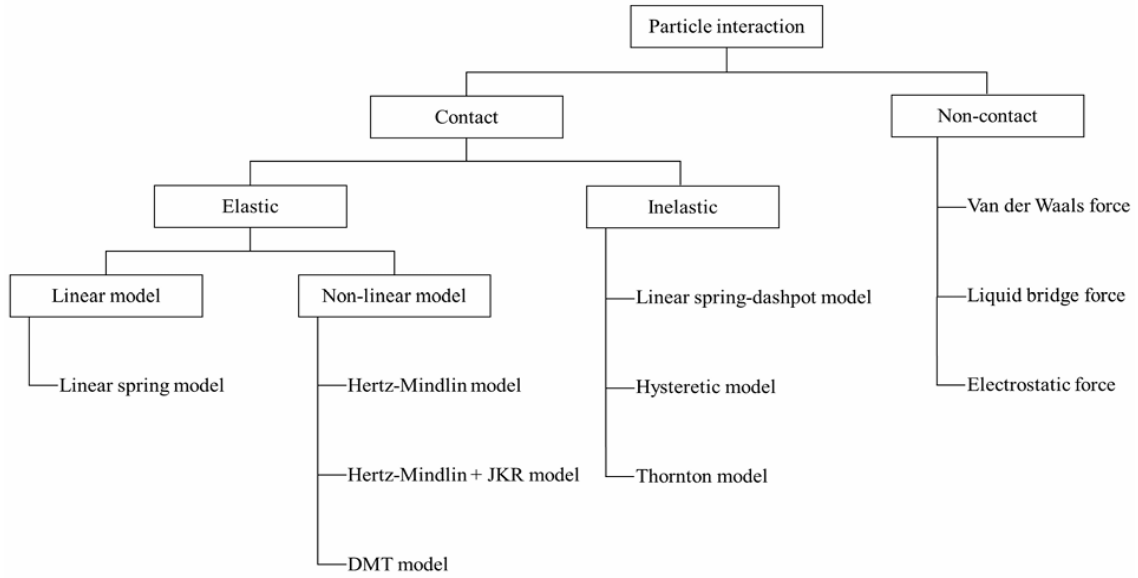 Particle interaction
Contact
Non-contact
Elastic
Inelastic
Van der Waals force
Linear model
Non-linear model
Linear spring-dashpot model
Liquid bridge force
Linear spring model
Hertz-Mindlin model
Hysteretic model
Electrostatic force
Hertz-Mindlin + JKR model
Thornton model
DMT model